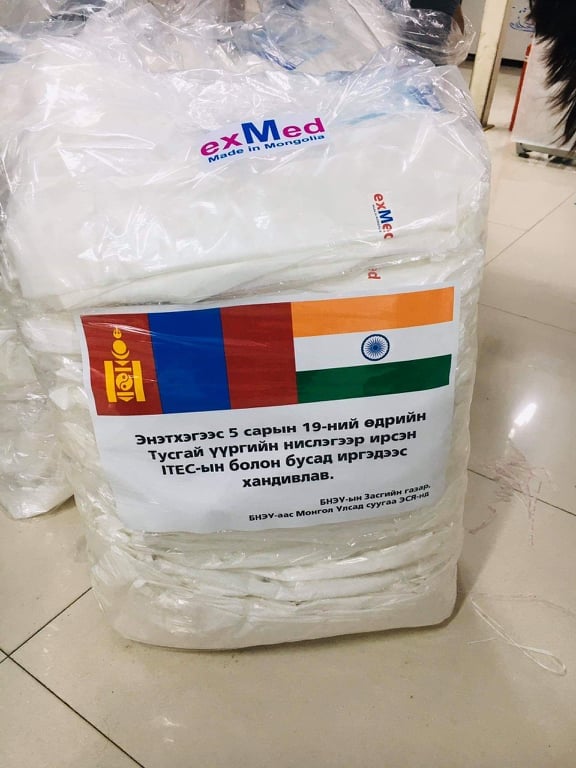 exMed
Made in Mongolia
exMed
Энэтхэгээс 5 сарын 19-ний өдрийн
Тусгай үүргийн нислэгээр ирсэн
ITEC-ын болон бусад иргэдээс
хандивлав.
БНЭУ-ын Засгийн газар,
БНЭУ-аас Монгол Улсад суугаа ЭСЯ-нд